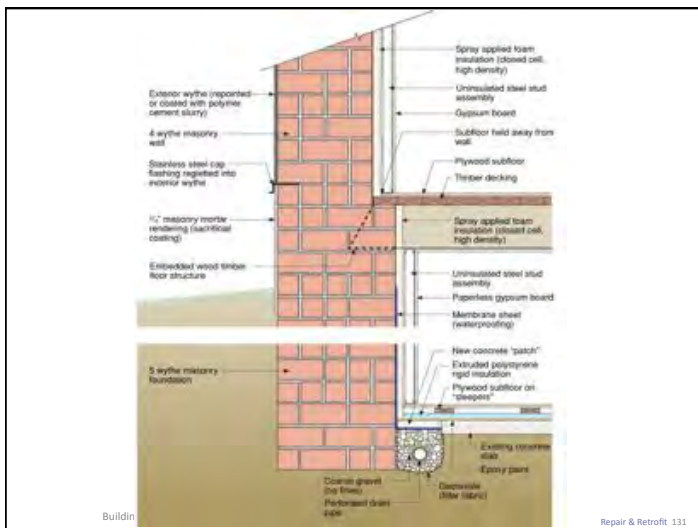 Exterior wythe (repointed
or coated with polymer
cement slurry)
4 wythe masonry
wall
Stainless steel cap
flashing regletted into
exterior wythe
¾" masonry mortar
rendering (sacrificial
coating)
Embedded wood timber
floor structure
5 wythe masonry
foundation
Spray applied foam
insulation (closed cell,
high density)
Uninsulated steel stud
assembly
Gypsum board
Subfloor held away from
wall
Plywood subfloor
Timber decking
Spray applied foam
insulation (closed cell,
high density)
Uninsulated steel stud
assembly
Paperless gypsum board
Membrane sheet
(waterproofing)
New concrete "patch"
Extruded polystyrene
rigid insulation
Plywood subfloor on
"sleepers"
Existing concrete
slab
Epoxy paint
Coarse gravel
(no fines)
Perforated drain
pipe
Geotextile
(filter fabric)
Buildin
Repair & Retrofit 131